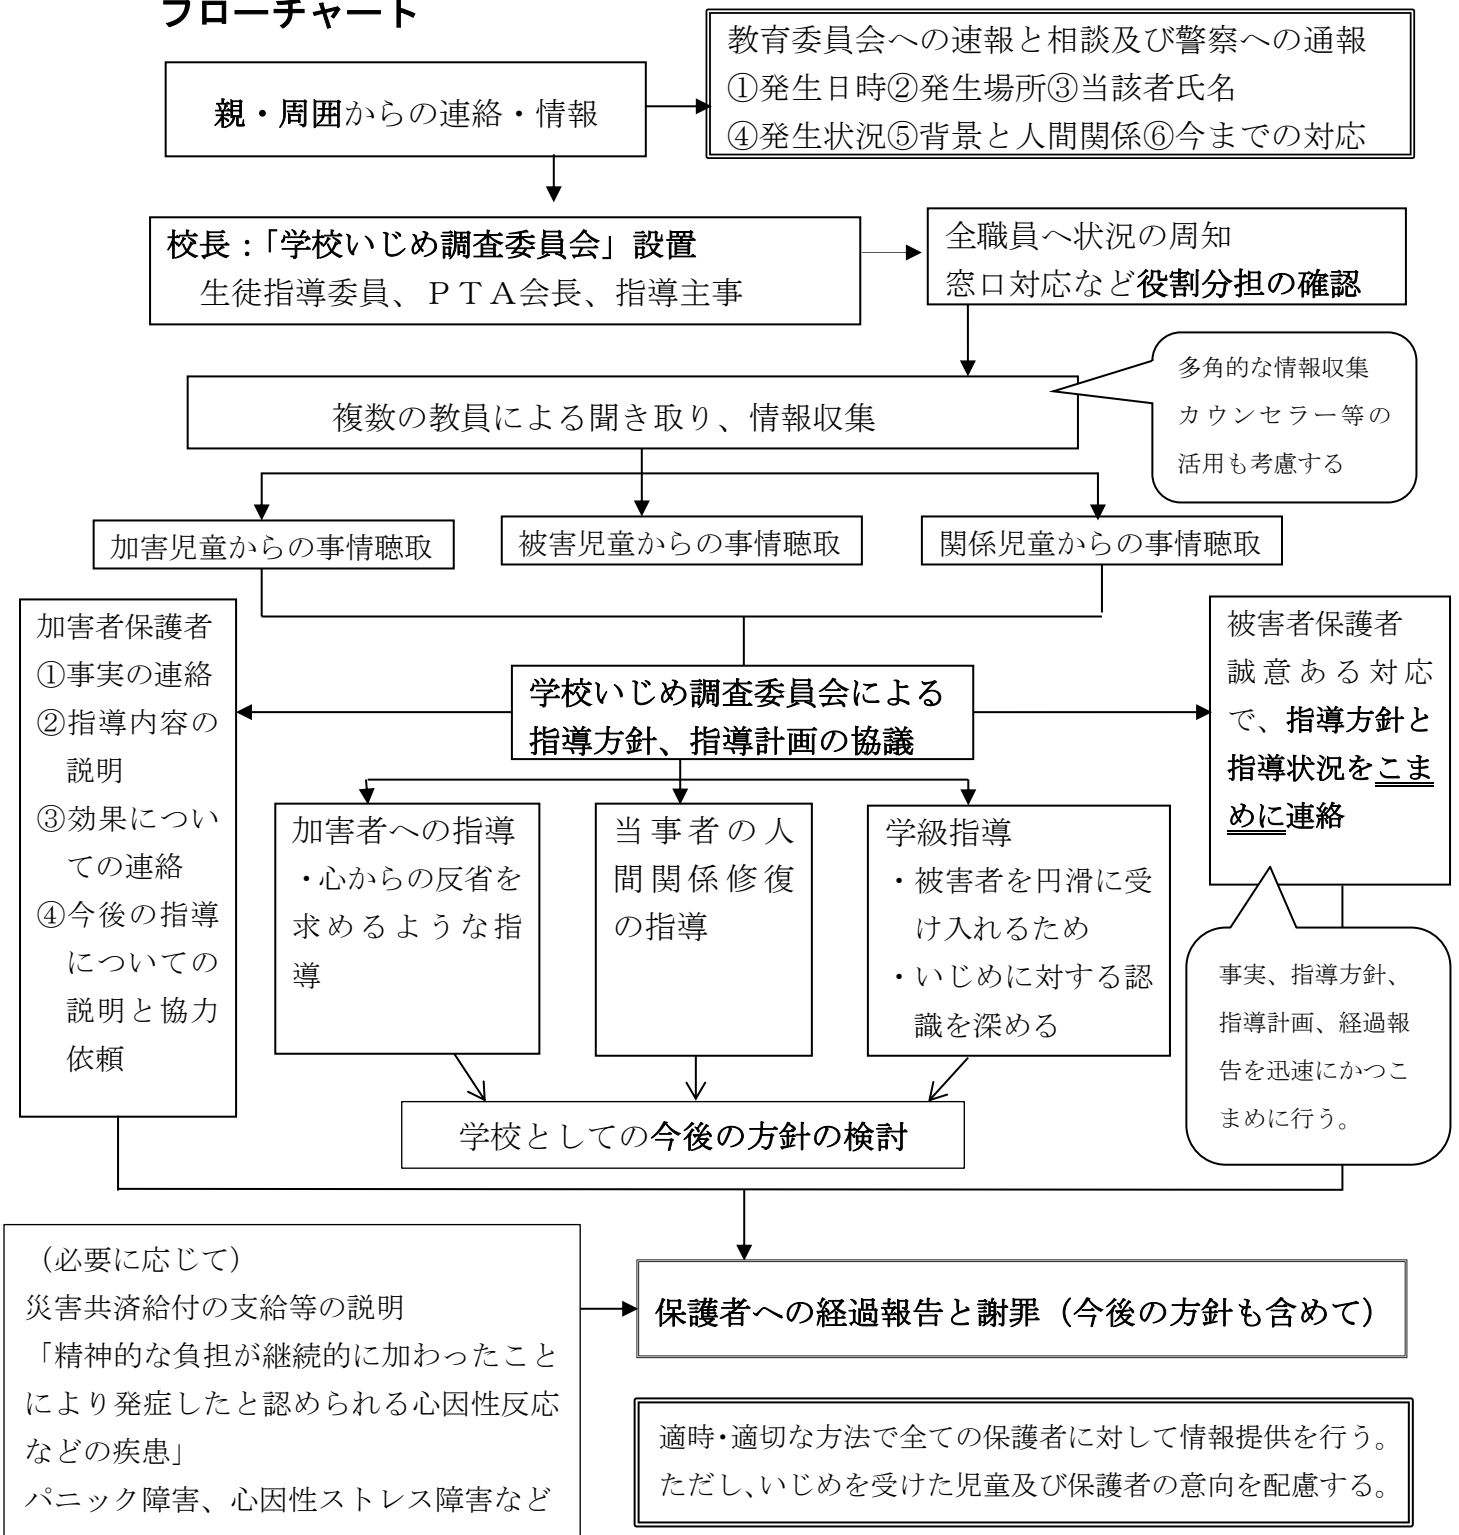 フローチャート
教育委員会への速報と相談及び警察への通報
①発生日時②発生場所③当該者氏名
④発生状況⑤背景と人間関係⑥今までの対応
親・周囲からの連絡・情報
校長：「学校いじめ調査委員会」設置
生徒指導委員、ＰＴＡ会長、指導主事
全職員へ状況の周知
窓口対応など役割分担の確認
多角的な情報収集
カウンセラー等の
活用も考慮する
複数の教員による聞き取り、情報収集
加害児童からの事情聴取
被害児童からの事情聴取
関係児童からの事情聴取
加害者保護者
①事実の連絡
②指導内容の
説明
③効果につい
ての連絡
④今後の指導
についての
説明と協力
依頼
学校いじめ調査委員会による
指導方針、指導計画の協議
被害者保護者
誠意ある対応
で、指導方針と
指導状況をこま
めに連絡
加害者への指導
・心からの反省を
求めるような指
導
当事者の人
間関係修復
の指導
学級指導
・被害者を円滑に受
け入れるため
・いじめに対する認
識を深める
事実、指導方針、
指導計画、経過報
告を迅速にかつこ
まめに行う。
学校としての今後の方針の検討
（必要に応じて）
災害共済給付の支給等の説明
「精神的な負担が継続的に加わったこと
により発症したと認められる心因性反応
などの疾患」
パニック障害、心因性ストレス障害など
保護者への経過報告と謝罪（今後の方針も含めて）
適時・適切な方法で全ての保護者に対して情報提供を行う。
ただし、いじめを受けた児童及び保護者の意向を配慮する。